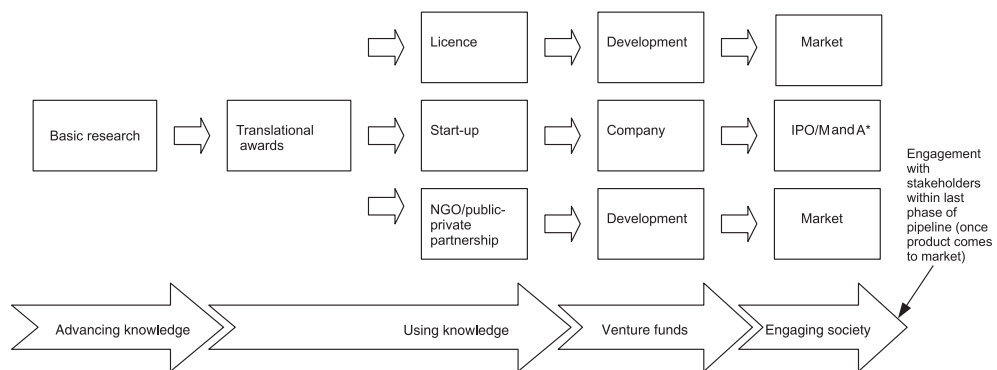 Licence
Development
Market
Basic research
Translational
awards
Start-up
Company
IPO/M and A*
NGO/public-
private
partnership
Development
Market
Engagement
with
stakeholders
within last
phase of
pipeline (once
product comes
to market)
Advancing knowledge
Using knowledge
Venture funds
Engaging society